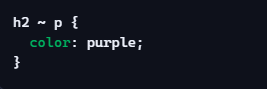 h2 ~ p {
  color: purple;
}